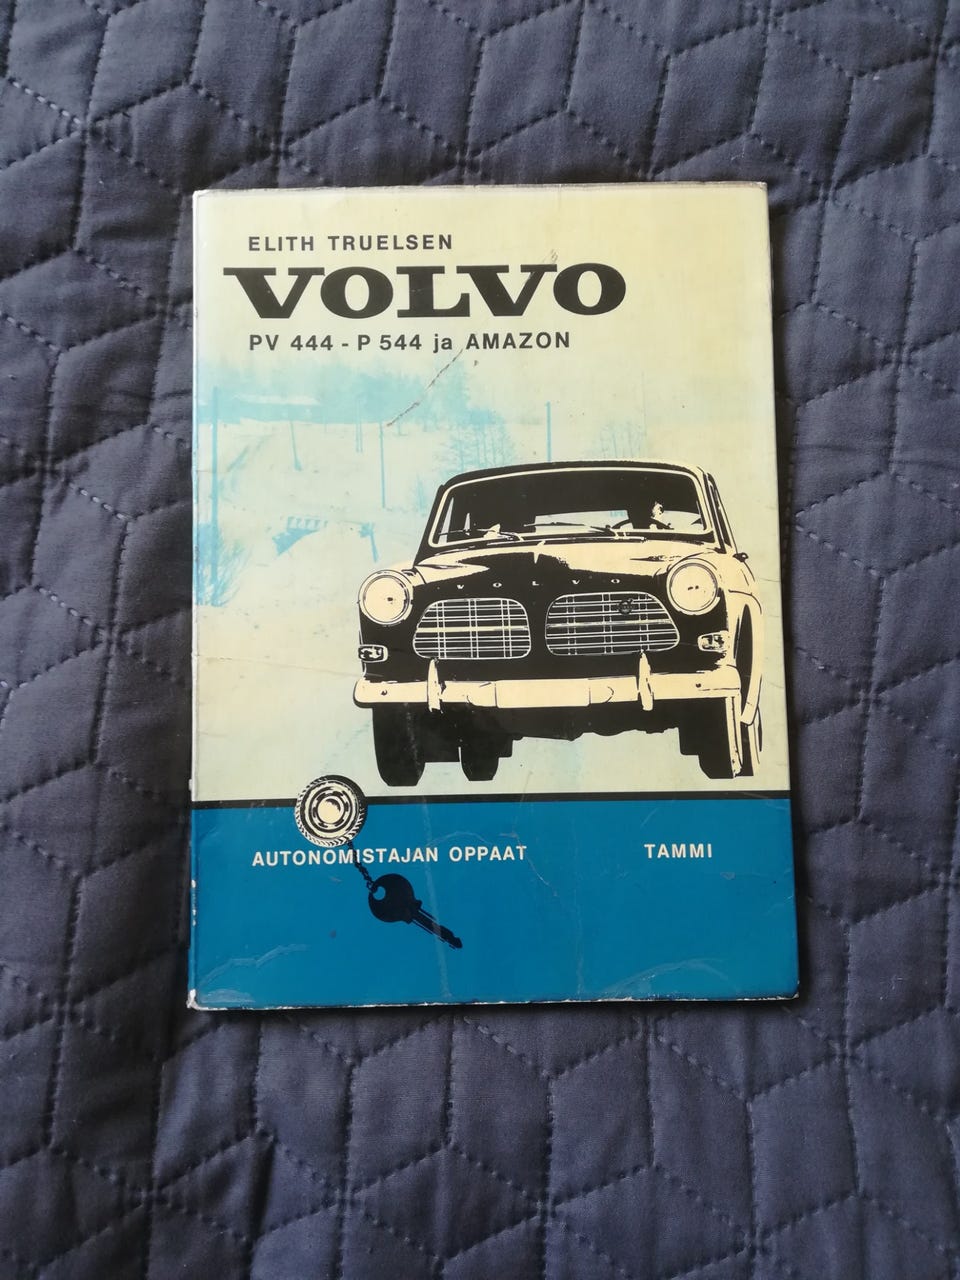 ELITH TRUELSEN
VOLVO
PV 444 - P 544 ja AMAZON
VOLVO
AUTONOMISTAJAN OPPAAT TAMMI